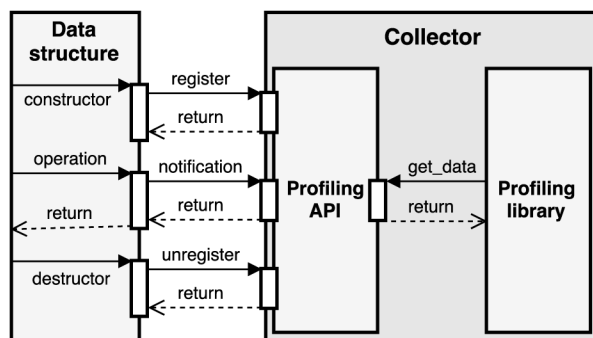 Data
structure
Collector
constructor
register
return
operation
notification
return
return
Profiling
API
get_data
return
Profiling
library
destructor
unregister
return